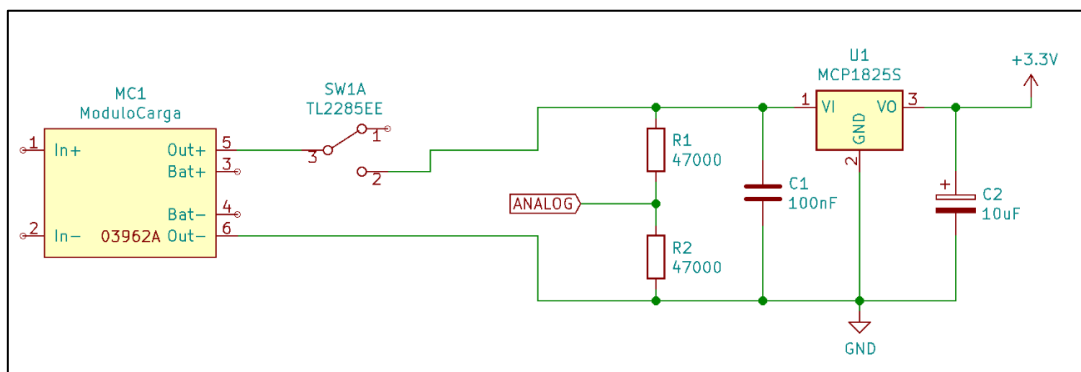 MC1
ModuloCarga
1 In+
Out+ 5
Bat+ 3
Bat- 4
2 In-
03962A Out- 6
SW1A
TL2285EE
1
3
2
ANALOG
R1
47000
R2
47000
C1
100nF
U1
MCP1825S
1 VI VO 3
GND
2
+3.3V
+
C2
10uF
GND